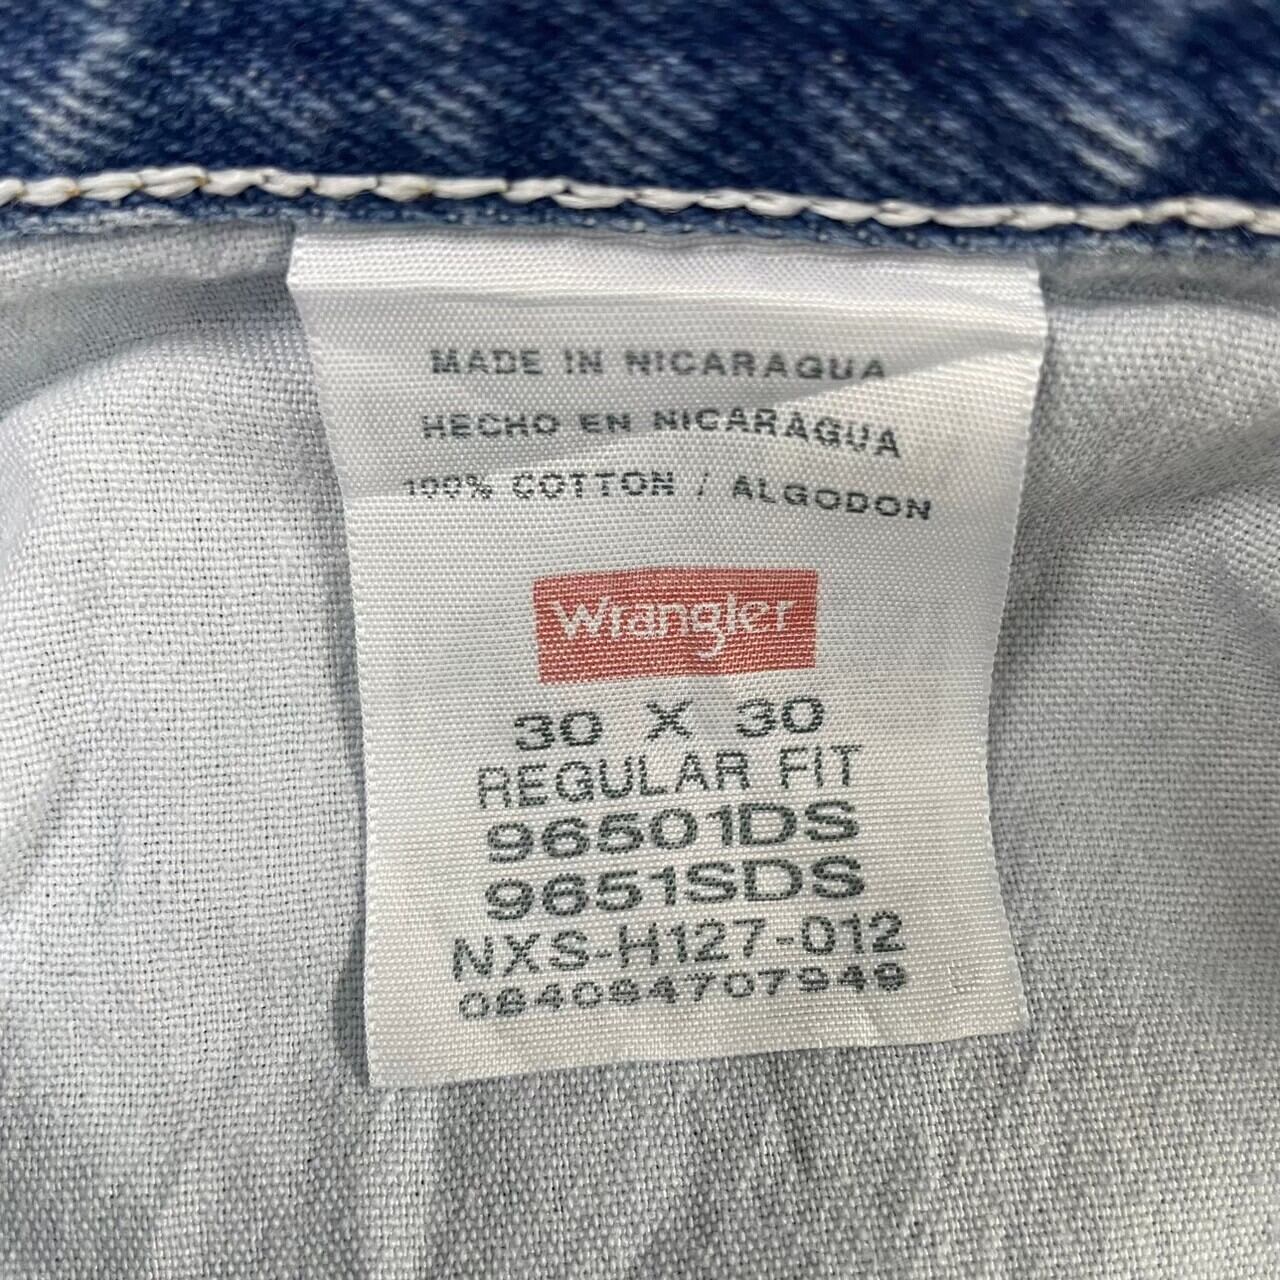 MADE IN NICARAGUA
HECHO EN NICARAGUA
100% COTTON / ALGODON
Wrangler
30 X 30
REGULAR FIT
96501DS
9651SDS
NXS-H127-012
084094707949